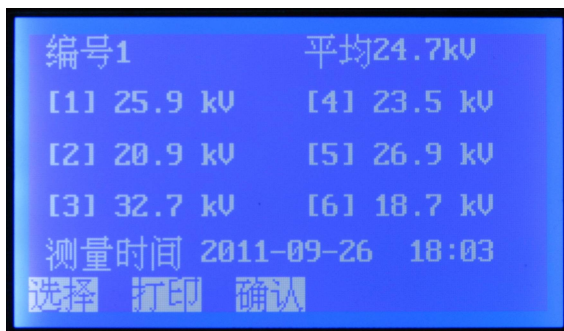 编号1 平均24.7kV
[1] 25.9 kV [4] 23.5 kV
[2] 20.9 kV [5] 26.9 kV
[3] 32.7 kV [6] 18.7 kV
测量时间 2011-09-26 18:03
选择 打印 确认